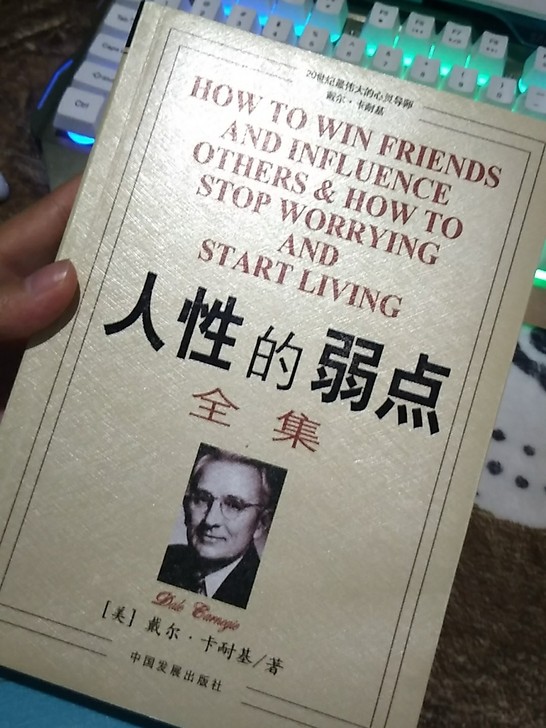 20世纪最伟大的心灵导师
戴尔·卡耐基
HOW TO WIN FRIENDS
AND INFLUENCE
OTHERS & HOW TO
STOP WORRYING
AND
START LIVING
人性的弱点
全集
Dale Carnegie
[美] 戴尔·卡耐基/著
中国发展出版社
Ctrl